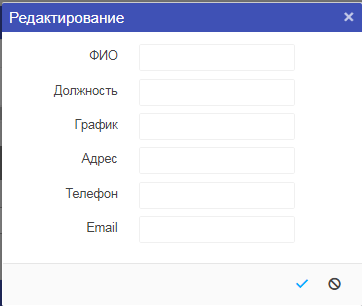 Редактирование
ФИО
Должность
График
Адрес
Телефон
Email